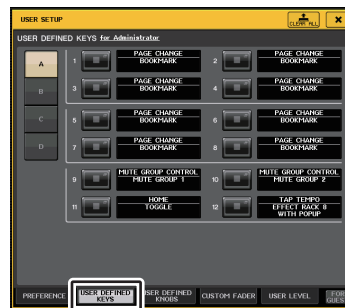 USER SETUP
CLEAR ALL
USER DEFINED KEYS for Administrator
A
B
C
D
1
PAGE CHANGE
BOOKMARK
2
PAGE CHANGE
BOOKMARK
3
PAGE CHANGE
BOOKMARK
4
PAGE CHANGE
BOOKMARK
5
PAGE CHANGE
BOOKMARK
6
PAGE CHANGE
BOOKMARK
7
PAGE CHANGE
BOOKMARK
8
PAGE CHANGE
BOOKMARK
9
MUTE GROUP CONTROL
MUTE GROUP 1
10
MUTE GROUP CONTROL
MUTE GROUP 2
11
HOME
TOGGLE
12
TAP TEMPO
EFFECT RACK 8
WITH POPUP
PREFERENCE
USER DEFINED
KEYS
USER DEFINED
KNOBS
CUSTOM FADER
USER LEVEL
FOR
GUES